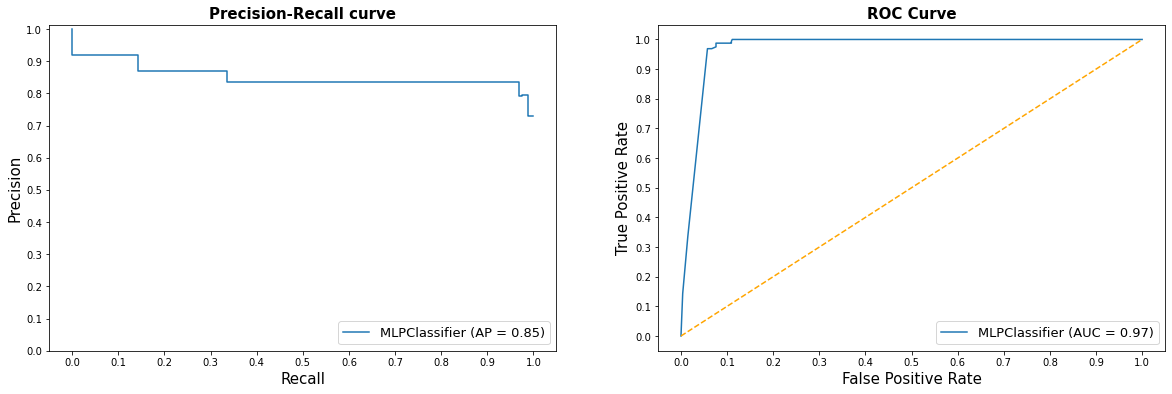 Precision-Recall curve
1.0
0.9
0.8
0.7
0.6
0.5
0.4
0.3
0.2
0.1
0.0
Precision
MLPClassifier (AP = 0.85)
0.0 0.1 0.2 0.3 0.4 0.5 0.6 0.7 0.8 0.9 1.0
Recall
ROC Curve
1.0
0.9
0.8
0.7
0.6
0.5
0.4
0.3
0.2
0.1
0.0
True Positive Rate
MLPClassifier (AUC = 0.97)
0.0 0.1 0.2 0.3 0.4 0.5 0.6 0.7 0.8 0.9 1.0
False Positive Rate